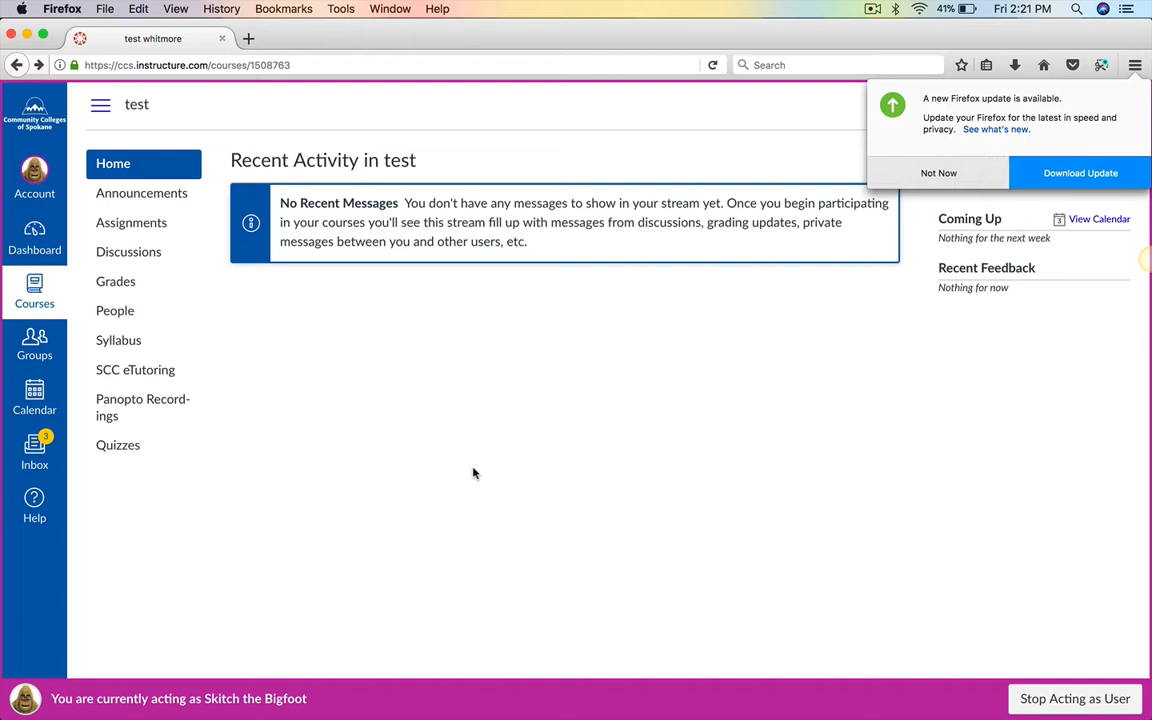 Firefox File Edit View History Bookmarks Tools Window Help 41% Fri 2:21 PM
test whitmore
https://ccs.instructure.com/courses/1508763
Search
A new Firefox update is available.
Update your Firefox for the latest in speed and
privacy. See what's new.
Not Now
Download Update
Community Colleges
of Spokane
Account
Dashboard
Courses
Groups
Calendar
3
Inbox
Help
test
Home
Announcements
Assignments
Discussions
Grades
People
Syllabus
SCC eTutoring
Panopto Record-
ings
Quizzes
Recent Activity in test
No Recent Messages You don't have any messages to show in your stream yet. Once you begin participating
in your courses you'll see this stream fill up with messages from discussions, grading updates, private
messages between you and other users, etc.
Coming Up 3 View Calendar
Nothing for the next week
Recent Feedback
Nothing for now
You are currently acting as Skitch the Bigfoot
Stop Acting as User